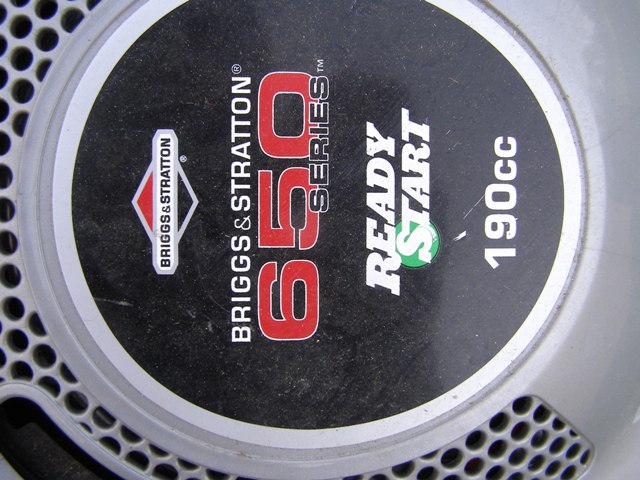 BRIGGS&STRATTON®
BRIGGS&STRATTON®
650
SERIES™
READY
START
190cc